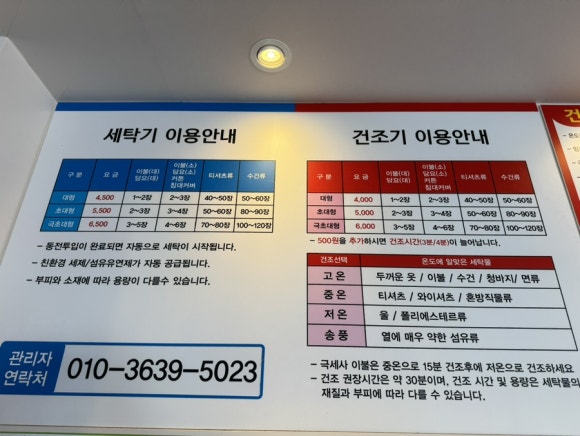 세탁기 이용안내
구 분 요 금 이불(대) 담요(대) 이불(소) 담요(소) 커튼 침대커버 티셔츠류 수건류
대형 4,500 1~2장 2~3장 40~50장 50~60장
초대형 5,500 2~3장 3~4장 50~60장 80~90장
극초대형 6,500 3~5장 4~6장 70~80장 100~120장
- 동전투입이 완료되면 자동으로 세탁이 시작됩니다.
- 친환경 세제/섬유유연제가 자동 공급됩니다.
- 부피와 소재에 따라 용량이 다를수 있습니다.
관리자
연락처
010-3639-5023
건조기 이용안내
구 분 요 금 이불(대) 담요(대) 이불(소) 담요(소) 커튼 침대커버 티셔츠류 수건류
대형 4,000 1~2장 2~3장 40~50장 50~60장
초대형 5,000 2~3장 3~4장 50~60장 80~90장
극초대형 6,000 3~5장 4~6장 70~80장 100~120장
- 500원을 추가하시면 건조시간(3분/4분)이 늘어납니다.
건조선택 온도에 알맞은 세탁물
고 온 두꺼운 옷 / 이불 / 수건 / 청바지/ 면류
중 온 티셔츠 / 와이셔츠 / 혼방직물류
저 온 울 / 폴리에스테르류
송 풍 열에 매우 약한 섬유류
- 극세사 이불은 중온으로 15분 건조후에 저온으로 건조하세요
- 건조 권장시간은 약 30분이며, 건조 시간 및 용량은 세탁물의
재질과 부피에 따라 다를 수 있습니다.
건